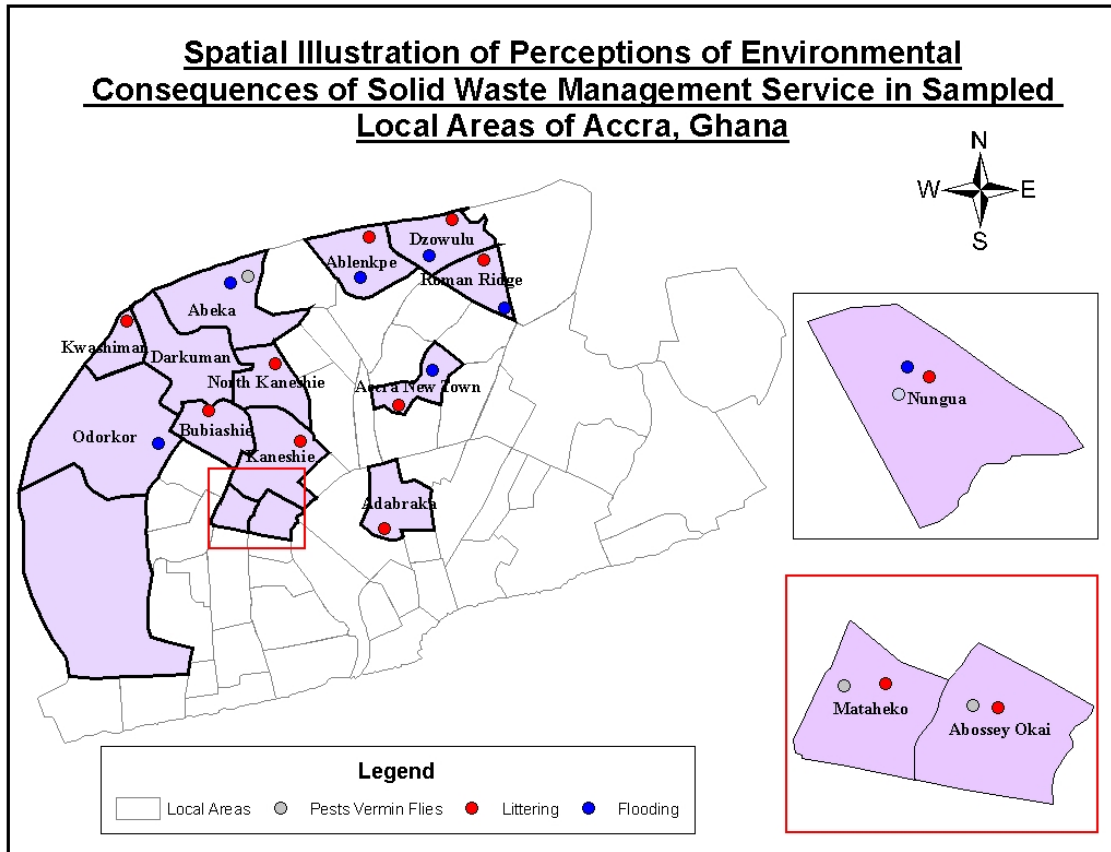 Spatial Illustration of Perceptions of Environmental
Consequences of Solid Waste Management Service in Sampled
Local Areas of Accra, Ghana
N
W E
S
Dzowulu
Ablenkpe
Roman Ridge
Abeka
Kwashiman
Darkuman
North Kaneshie
Accra New Town
Bubiashie
Odorkor
Kaneshie
Adabraka
Nungua
Mataheko
Abossey Okai
Legend
Local Areas Pests Vermin Flies Littering Flooding